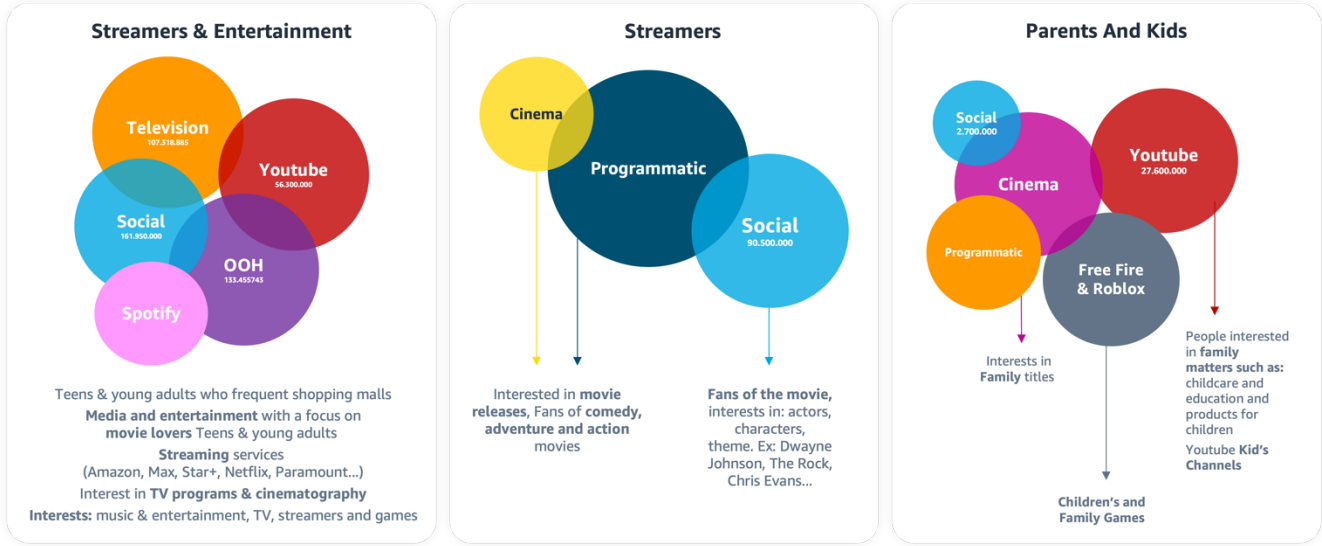 Streamers & Entertainment
Television
107.318.885
Youtube
56.300.000
Social
161.950.000
OOH
133.455743
Spotify
Teens & young adults who frequent shopping malls
Media and entertainment with a focus on
movie lovers Teens & young adults
Streaming services
(Amazon, Max, Star+, Netflix, Paramount...)
Interest in TV programs & cinematography
Interests: music & entertainment, TV, streamers and games
Streamers
Cinema
Programmatic
Social
90.500.000
Interested in movie
releases, Fans of comedy,
adventure and action
movies
Fans of the movie,
interests in: actors,
characters,
theme. Ex: Dwayne
Johnson, The Rock,
Chris Evans...
Parents And Kids
Social
2.700.000
Cinema
Youtube
27.600.000
Programmatic
Free Fire
& Roblox
Interests in
Family titles
People interested
in family
matters such as:
childcare and
education and
products for
children
Youtube Kid's
Channels
Children's and
Family Games